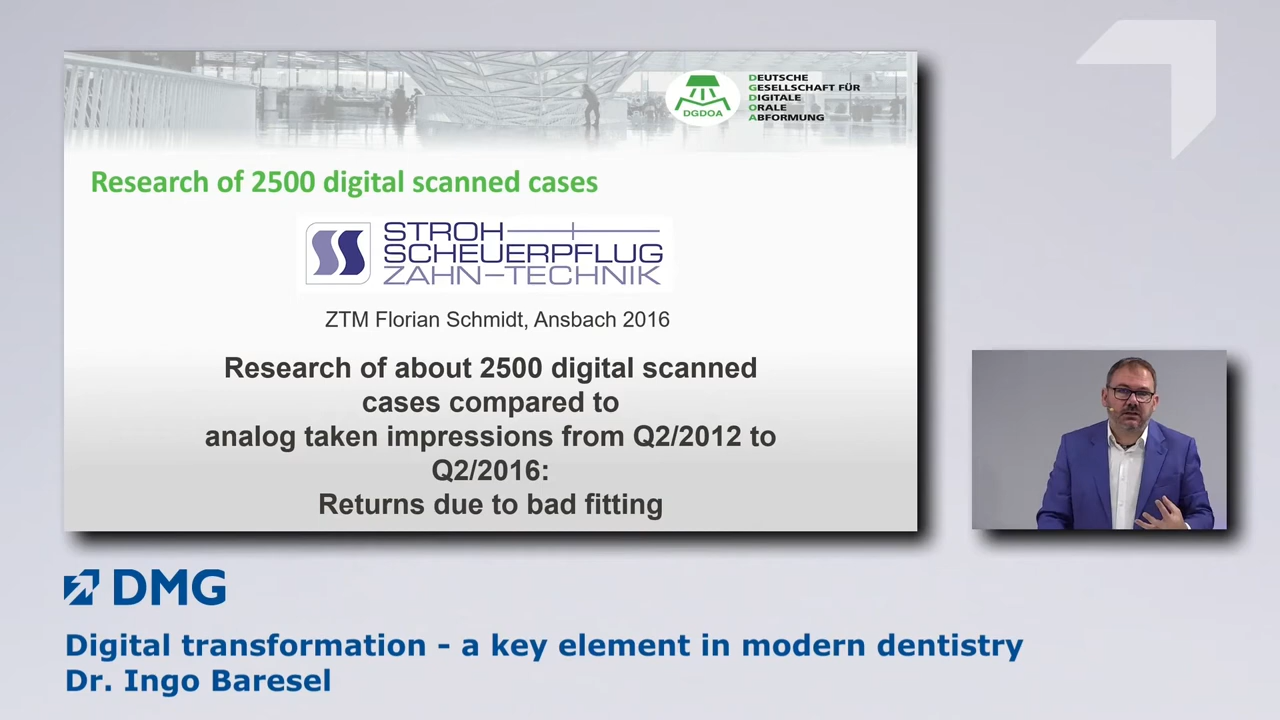 DGDOA
DEUTSCHE
GESELLSCHAFT FÜR
DIGITALE
ORALE
ABFORMUNG
Research of 2500 digital scanned cases
STROH
SCHEUERPFLUG
ZAHN-TECHNIK
ZTM Florian Schmidt, Ansbach 2016
Research of about 2500 digital scanned
cases compared to
analog taken impressions from Q2/2012 to
Q2/2016:
Returns due to bad fitting
DMG
Digital transformation - a key element in modern dentistry
Dr. Ingo Baresel